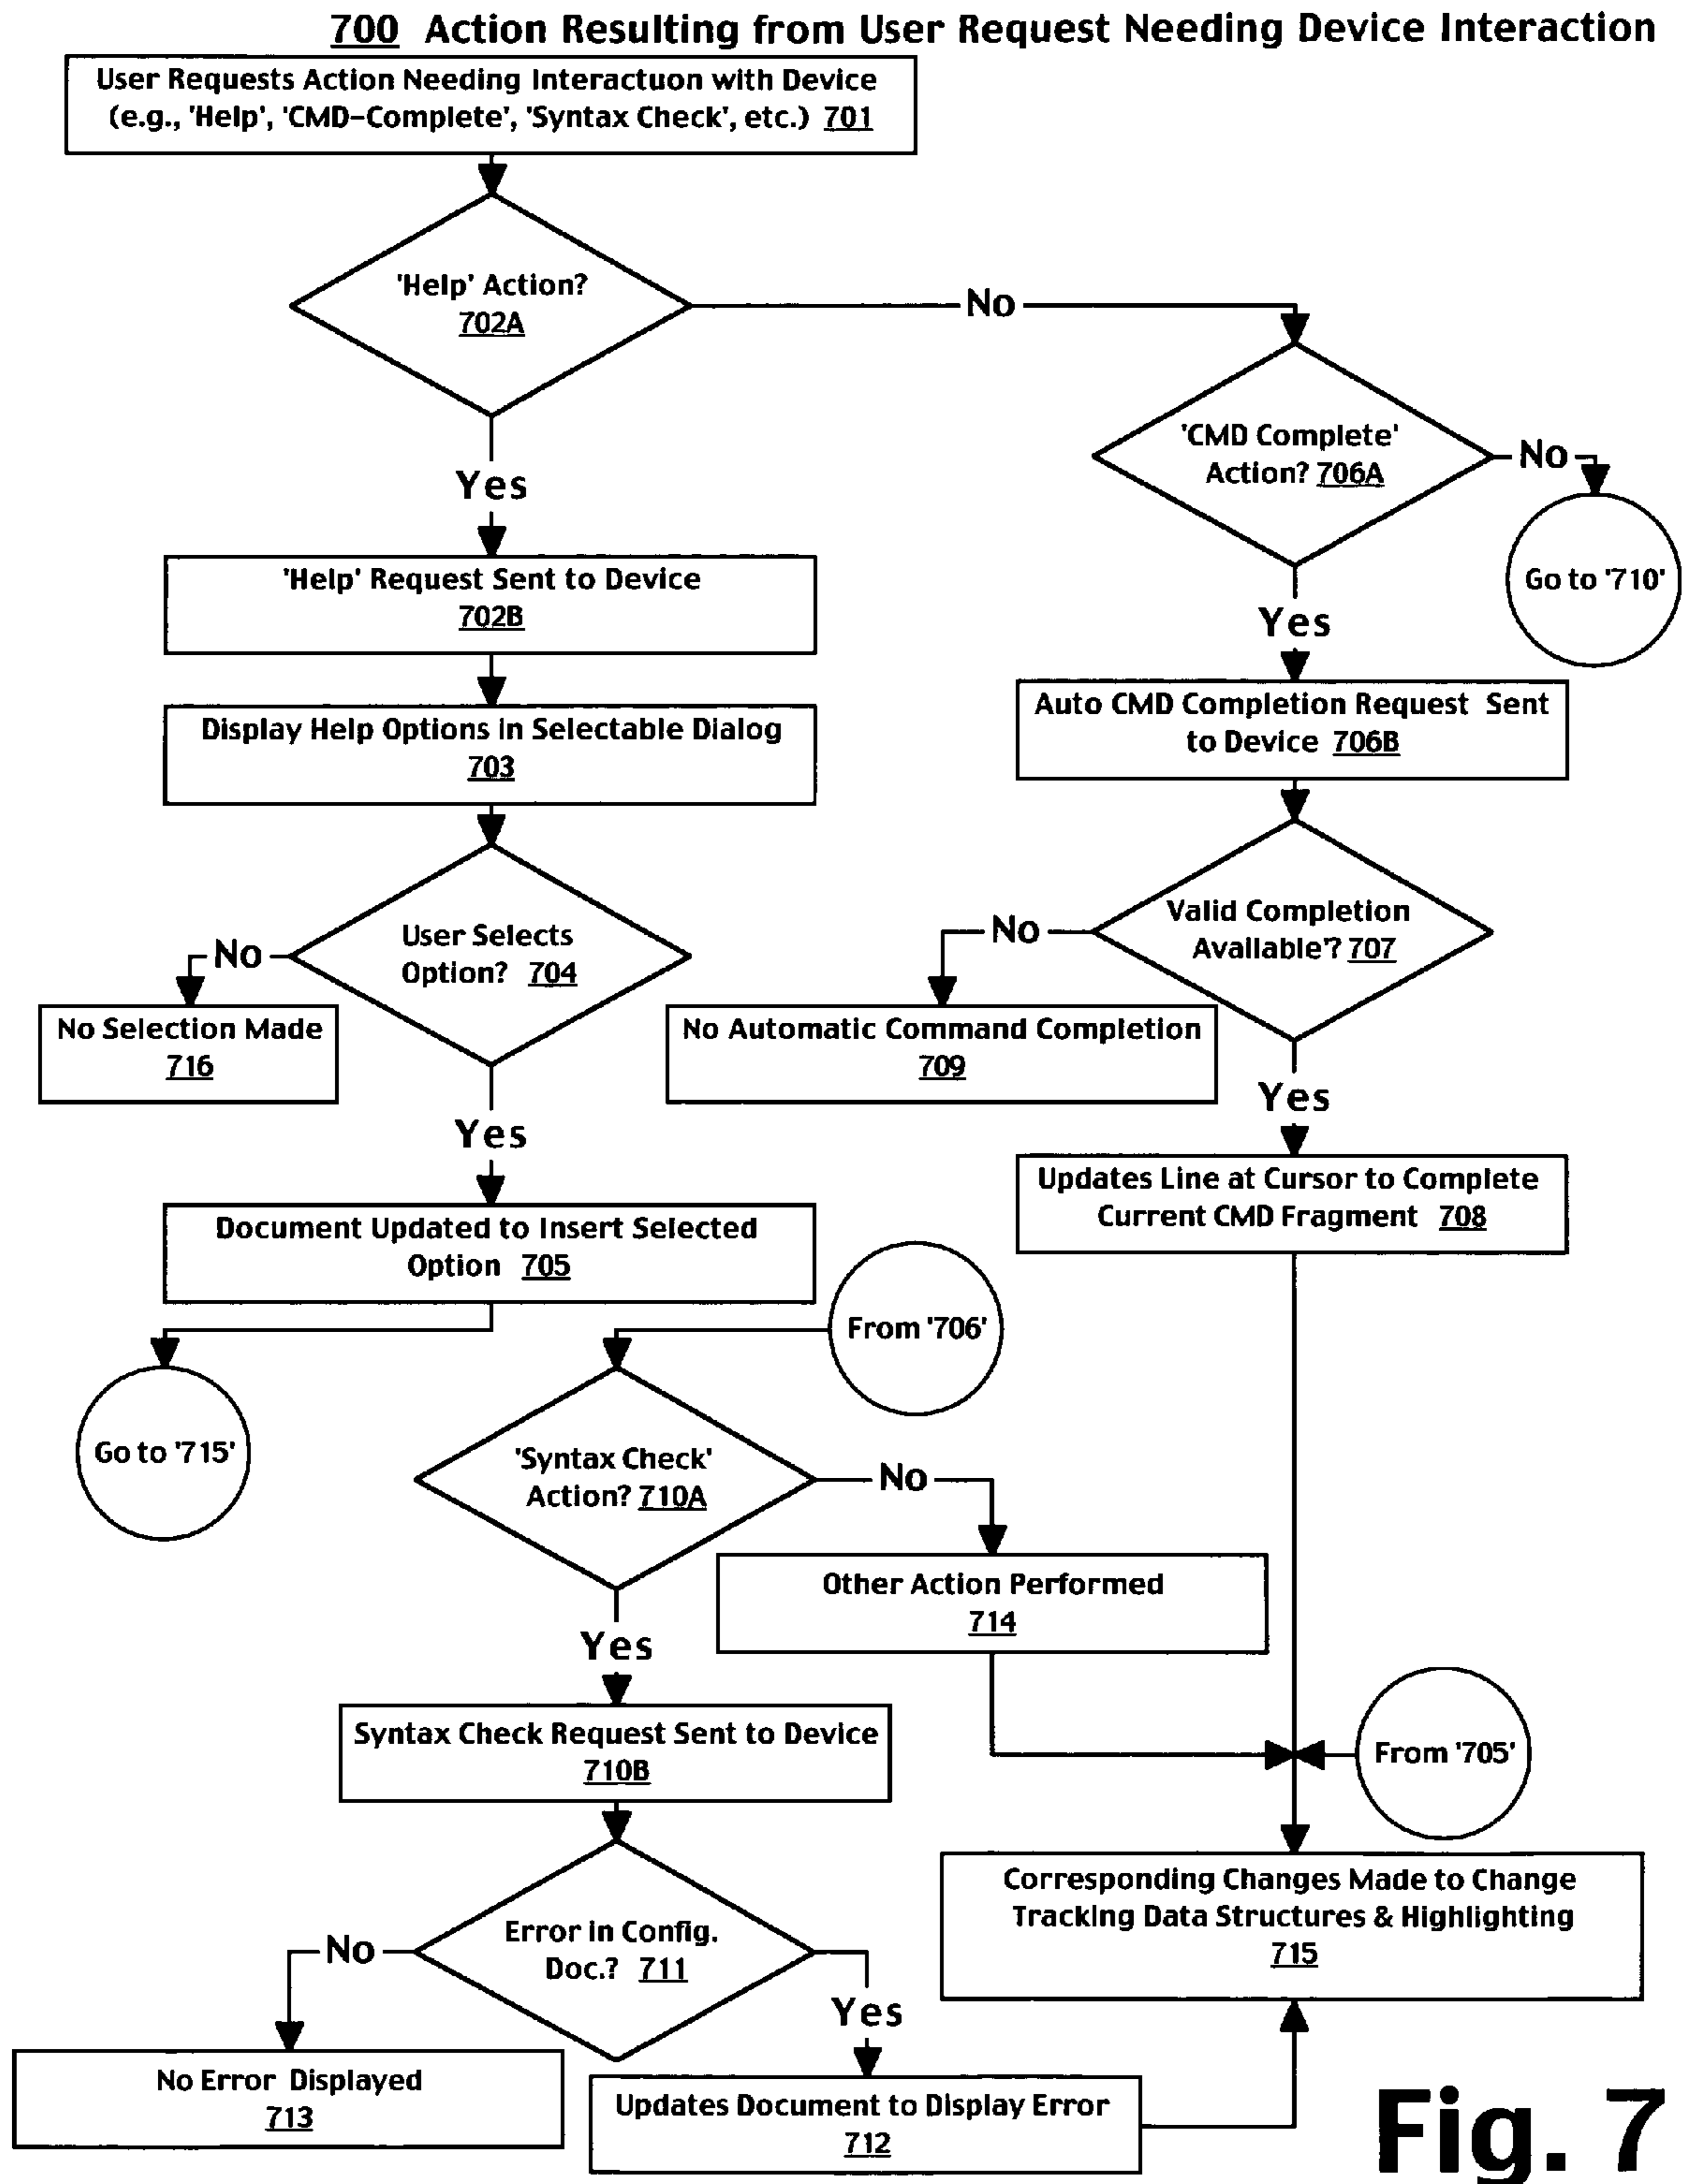 700 Action Resulting from User Request Needing Device Interaction
User Requests Action Needing Interactuon with Device
(e.g., 'Help', 'CMD-Complete', 'Syntax Check', etc.) 701
'Help' Action?
702A
No
'CMD Complete'
Action? 706A
No
Go to '710'
Yes
'Help' Request Sent to Device
702B
Yes
Auto CMD Completion Request Sent
to Device 706B
Display Help Options in Selectable Dialog
703
User Selects
Option? 704
No
No Selection Made
716
Valid Completion
Available? 707
No
No Automatic Command Completion
709
Yes
Yes
Updates Line at Cursor to Complete
Current CMD Fragment 708
Document Updated to Insert Selected
Option 705
From '706'
Go to '715'
'Syntax Check'
Action? 710A
No
Other Action Performed
714
Yes
Syntax Check Request Sent to Device
710B
From '705'
Corresponding Changes Made to Change
Tracking Data Structures & Highlighting
715
Error in Config.
Doc.? 711
No
Yes
No Error Displayed
713
Updates Document to Display Error
712
Fig. 7